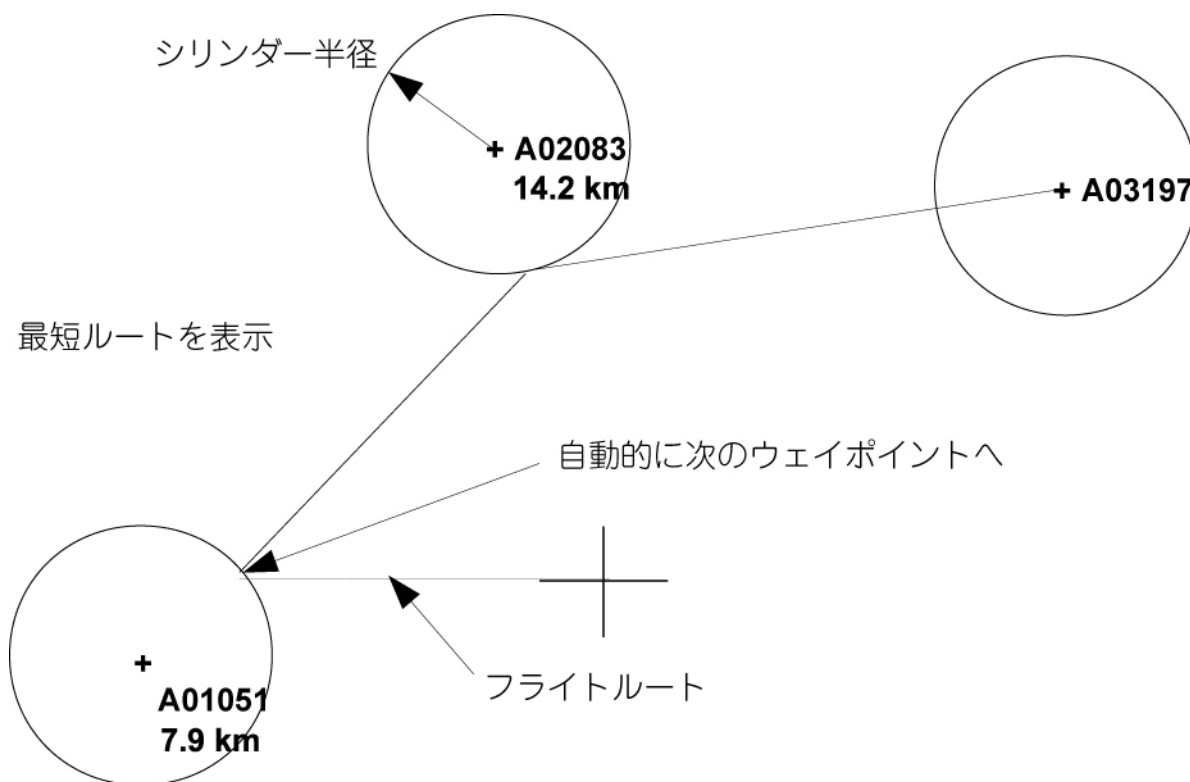 シリンダー半径
A02083
14.2 km
A03197
最短ルートを表示
自動的に次のウェイポイントへ
フライトルート
A01051
7.9 km